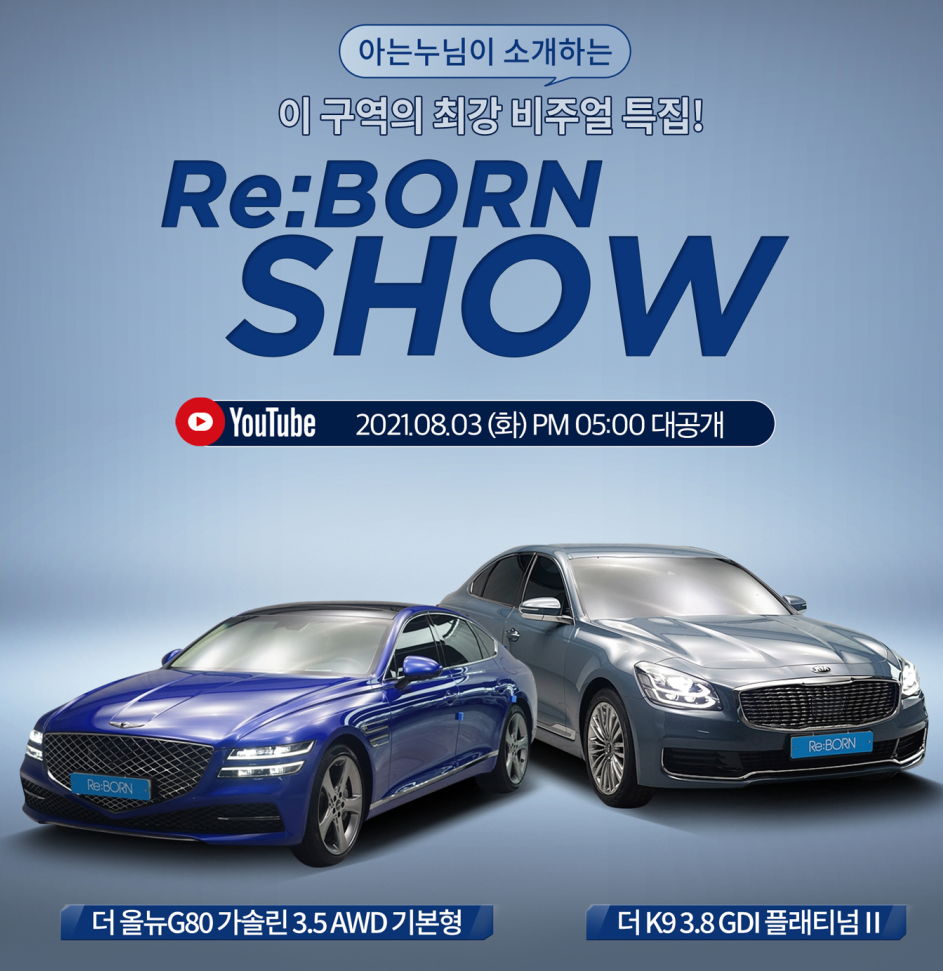 아는누님이 소개하는
이 구역의 최강 비주얼 특집!
Re:BORN
SHOW
YouTube 2021.08.03 (화) PM 05:00 대공개
KIA
Re:BORN
Re:BORN
더 올뉴G80 가솔린 3.5 AWD 기본형
더 K9 3.8 GDI 플래티넘 II